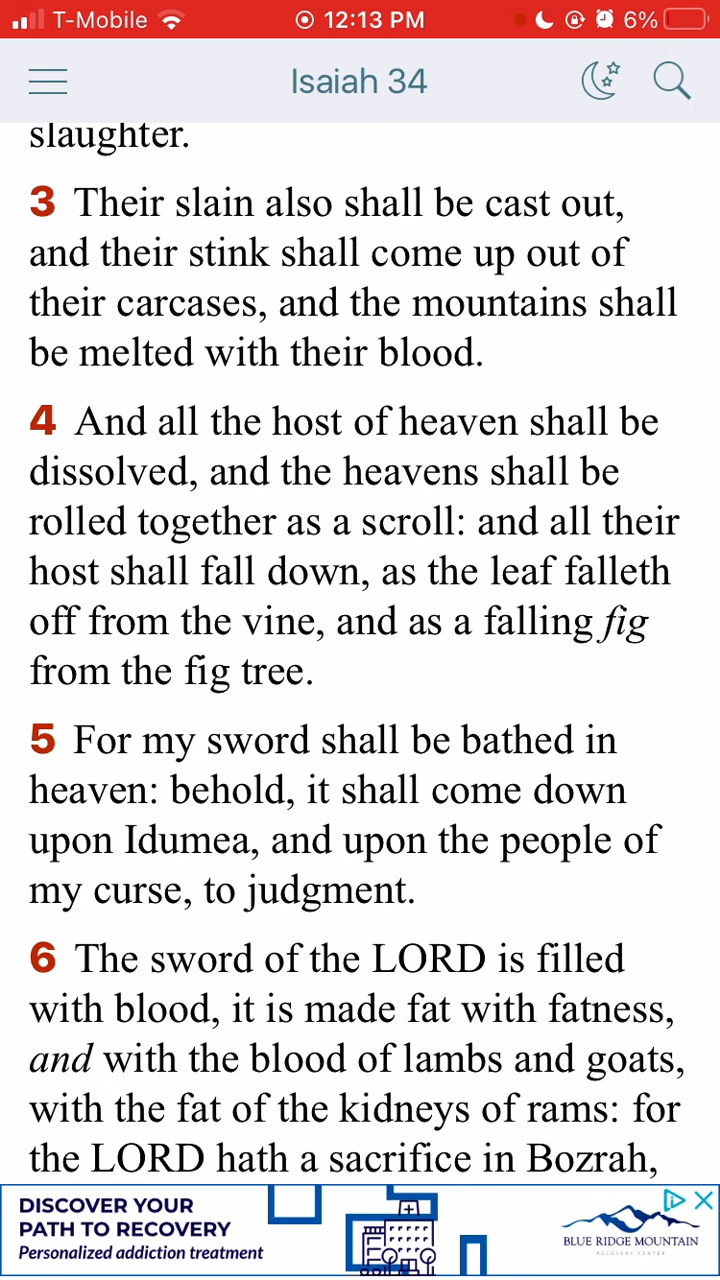 T-Mobile 12:13 PM 6%
Isaiah 34
slaughter.
3 Their slain also shall be cast out,
and their stink shall come up out of
their carcases, and the mountains shall
be melted with their blood.
4 And all the host of heaven shall be
dissolved, and the heavens shall be
rolled together as a scroll: and all their
host shall fall down, as the leaf falleth
off from the vine, and as a falling fig
from the fig tree.
5 For my sword shall be bathed in
heaven: behold, it shall come down
upon Idumea, and upon the people of
my curse, to judgment.
6 The sword of the LORD is filled
with blood, it is made fat with fatness,
and with the blood of lambs and goats,
with the fat of the kidneys of rams: for
the LORD hath a sacrifice in Bozrah,
DISCOVER YOUR
PATH TO RECOVERY
Personalized addiction treatment
BLUE RIDGE MOUNTAIN
RECOVERY CENTER